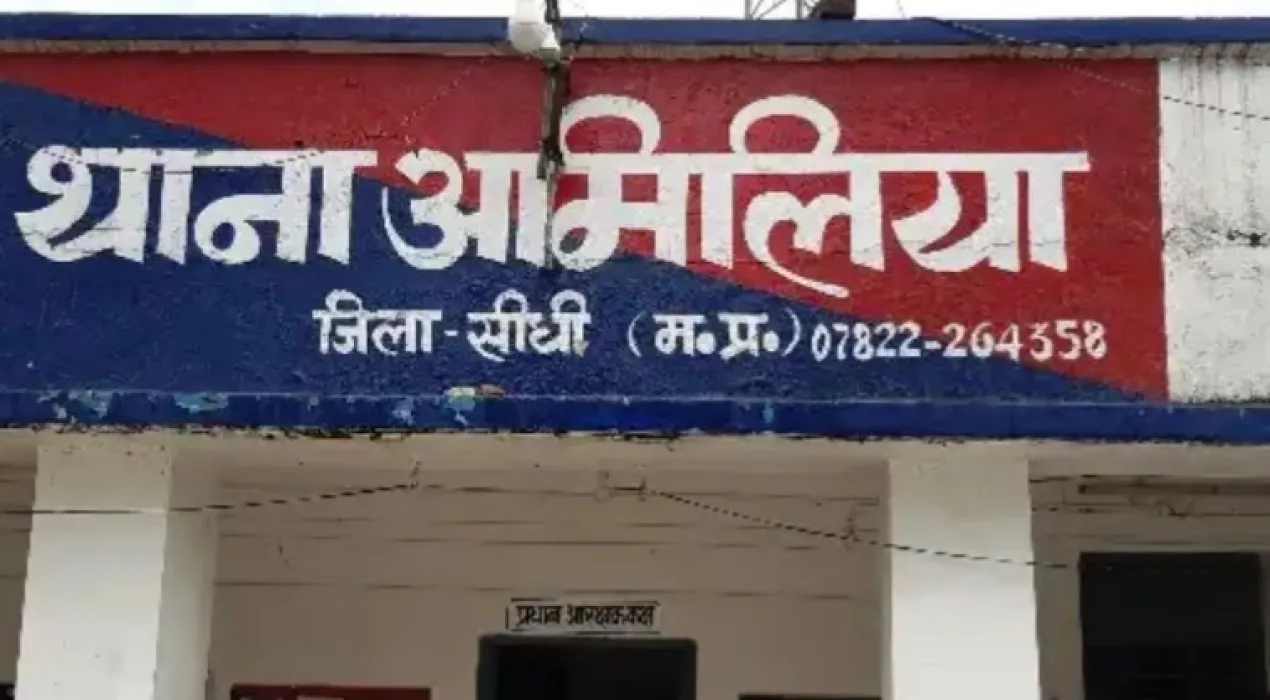 थाना अमिलिया
जिला-सीधी (म॰प्र॰) 07822-264358
प्रधान आरक्षक कक्ष